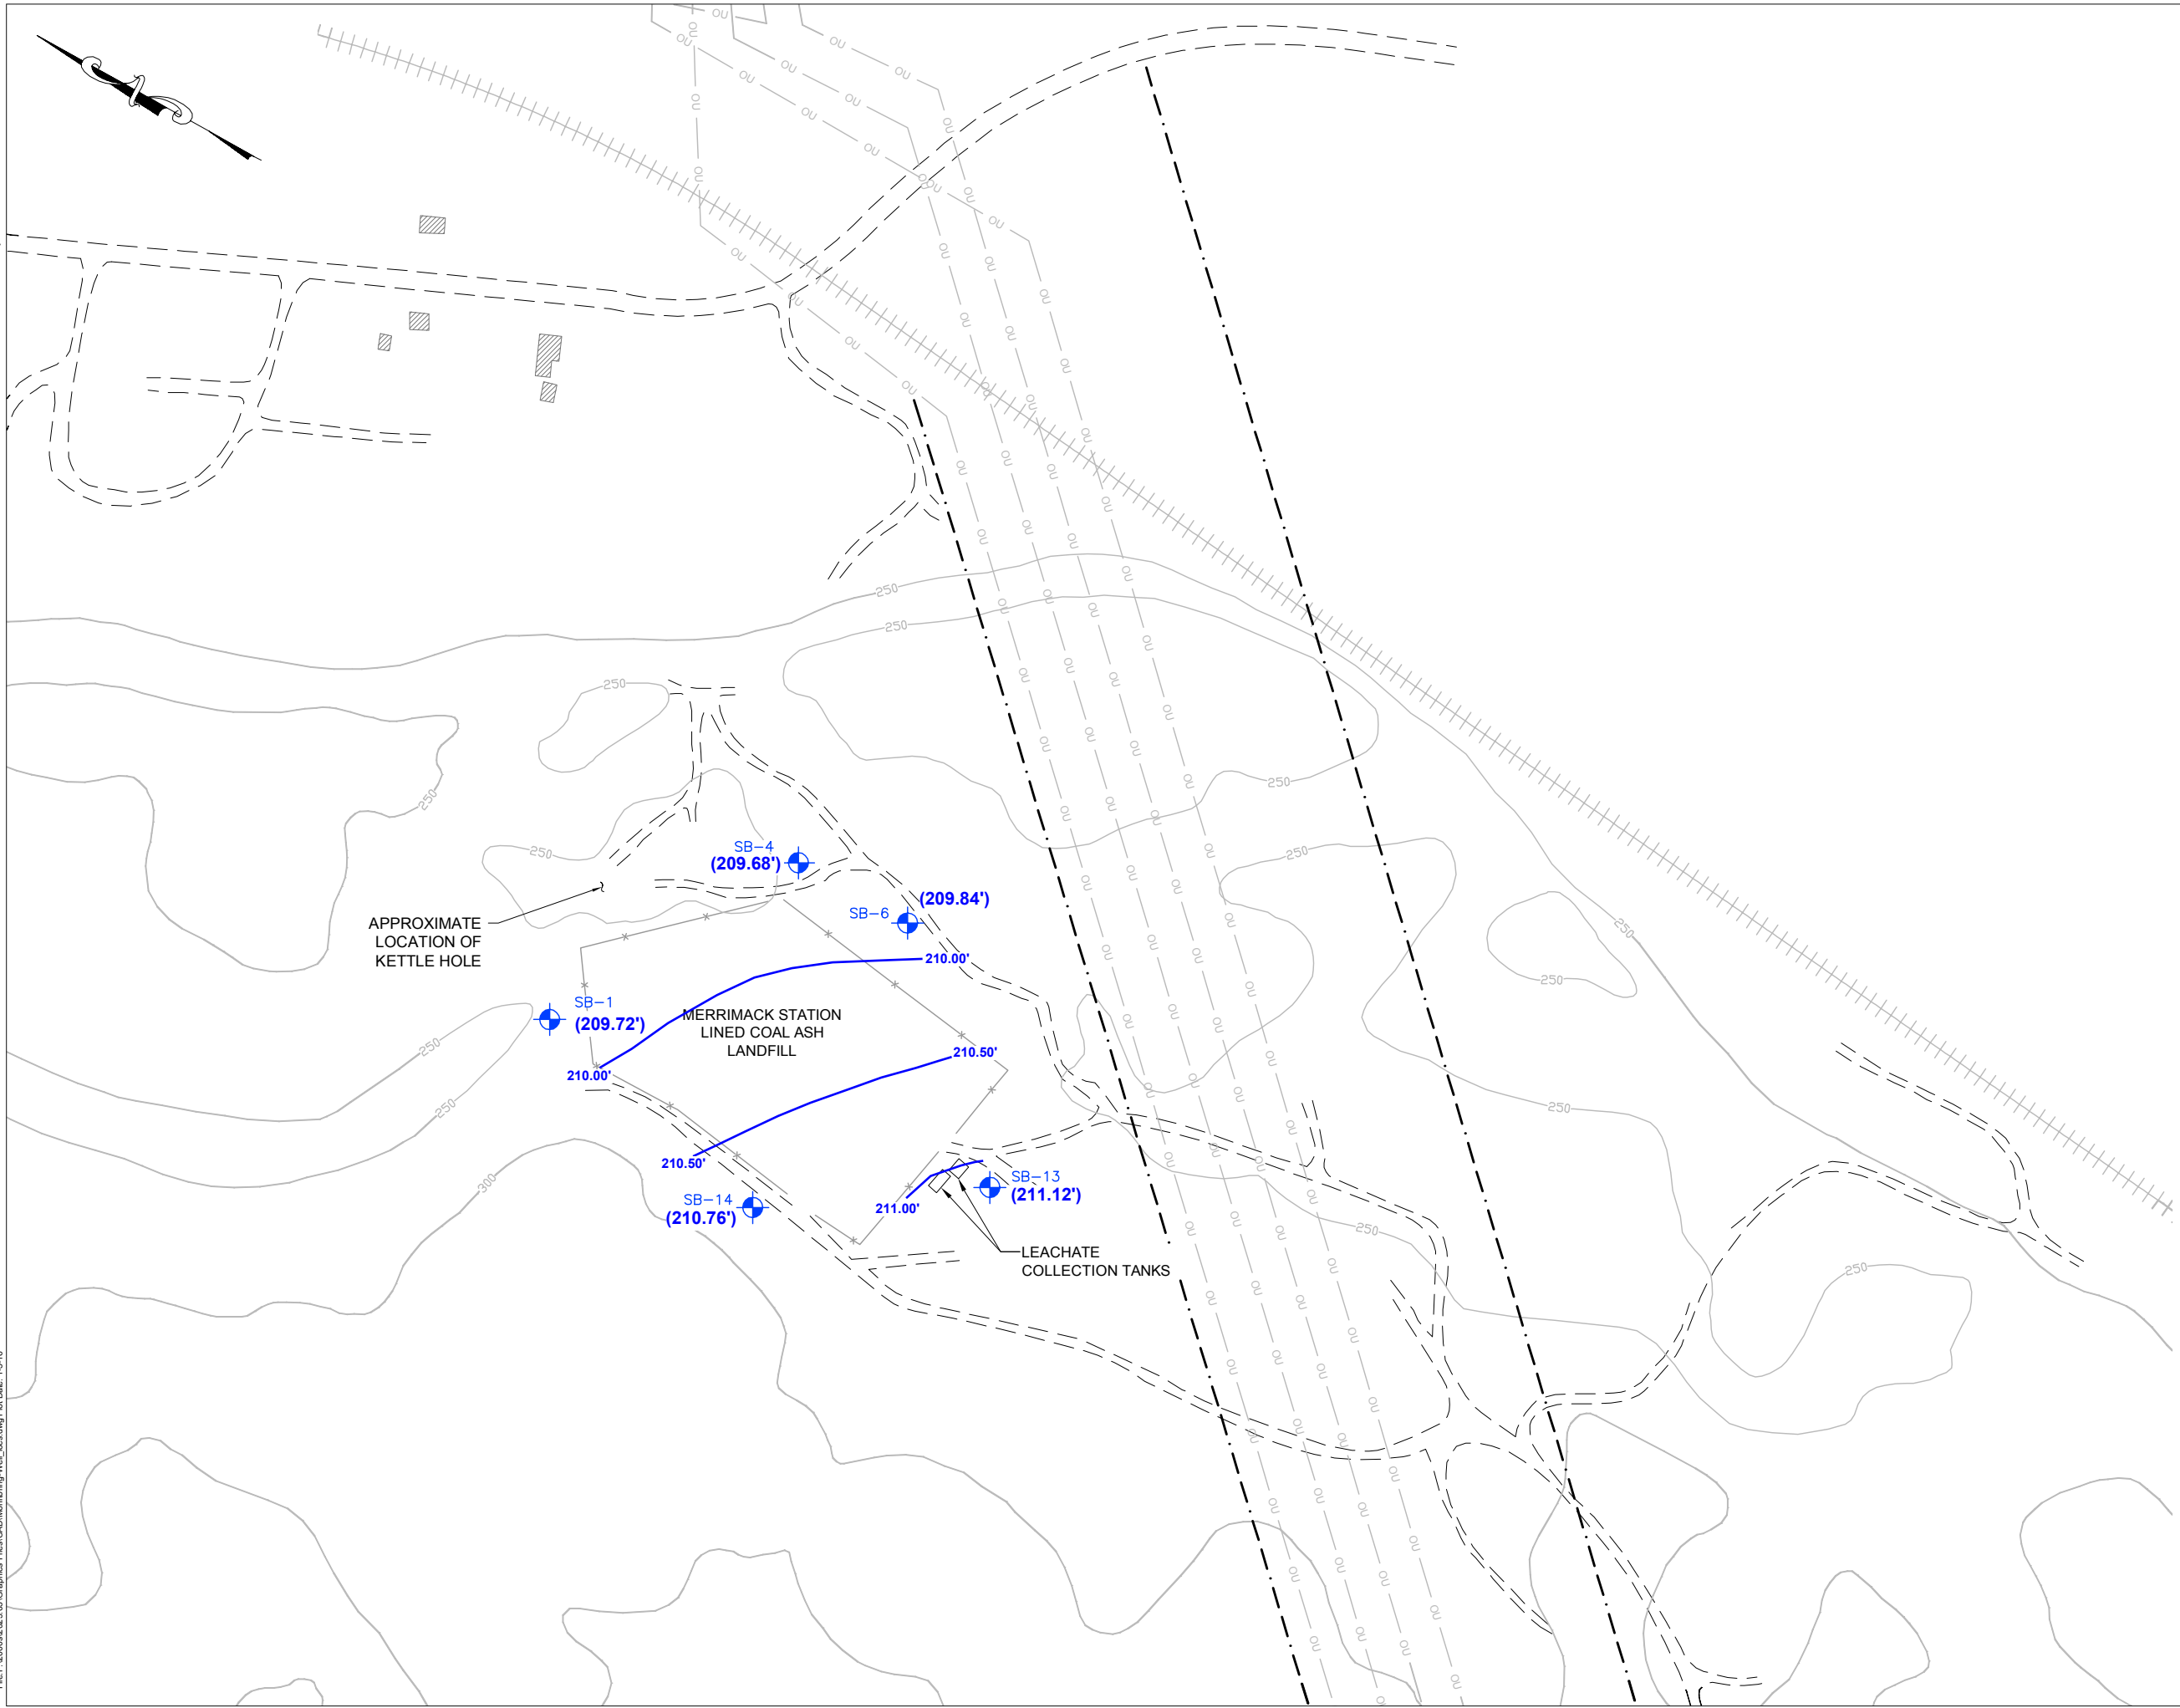 250
250
250
250
SB-4
(209.68')
250
250
(209.84')
SB-6
APPROXIMATE
LOCATION OF
KETTLE HOLE
250
210.00'
250
SB-1
(209.72')
MERRIMACK STATION
LINED COAL ASH
LANDFILL
250
210.50'
210.00'
250
250
210.50'
300
SB-13
(211.12')
SB-14
(210.76')
211.00'
250
LEACHATE
COLLECTION TANKS
250
OU